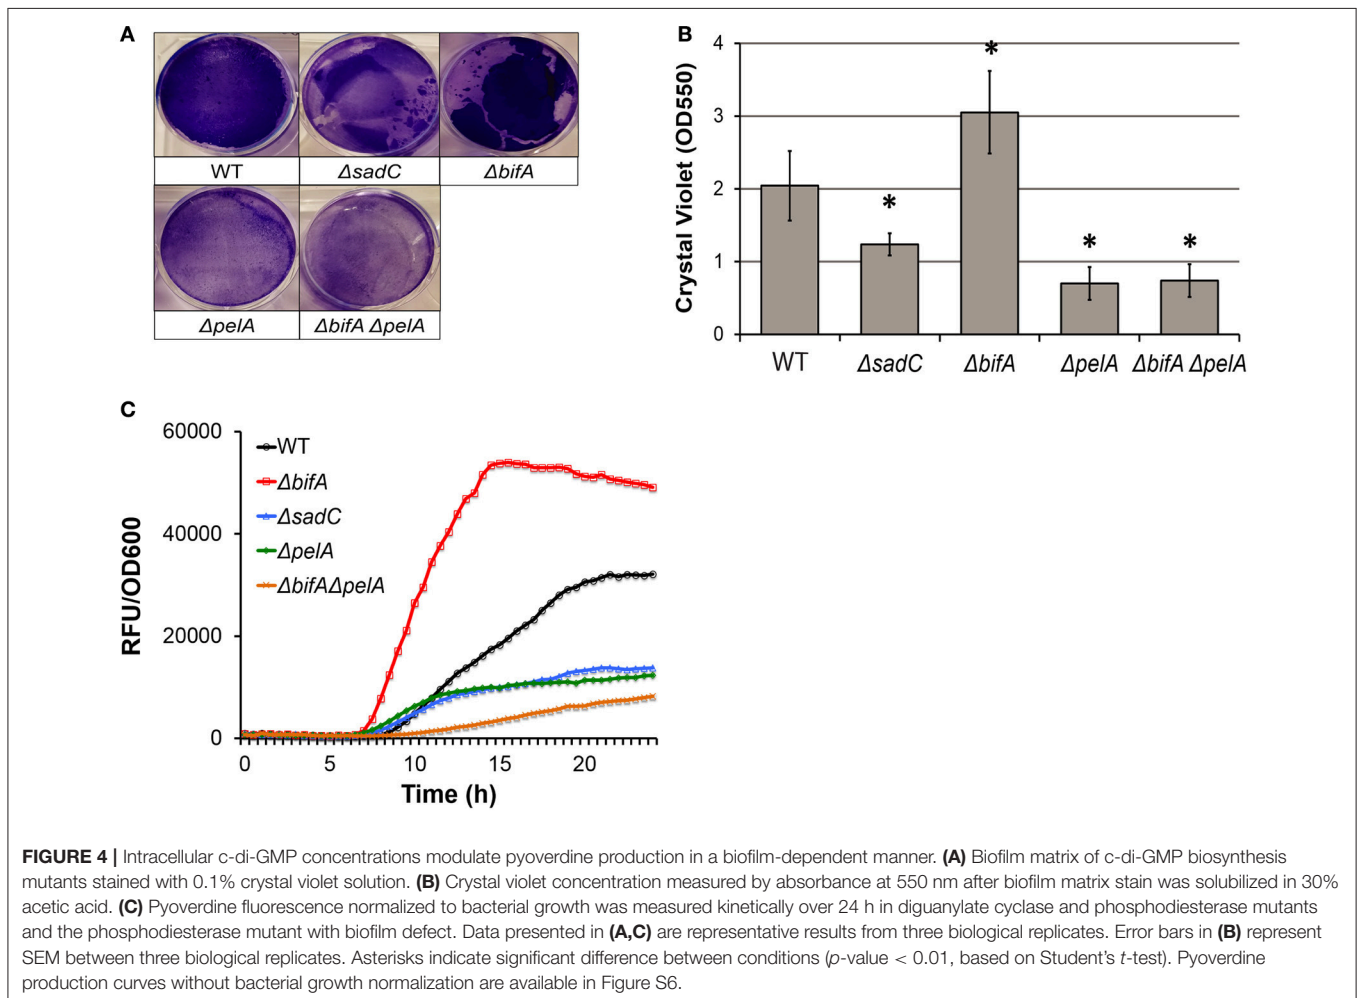 A
WT
ΔsadC
ΔbifA
ΔpelA
ΔbifA ΔpelA
B
Crystal Violet (OD550)
4
3
2
1
0
*
*
*
*
WT
ΔsadC
ΔbifA
ΔpelA
ΔbifA ΔpelA
C
RFU/OD600
60000
40000
20000
0
WT
ΔbifA
ΔsadC
ΔpelA
ΔbifAΔpelA
0
5
10
15
20
Time (h)
FIGURE 4 | Intracellular c-di-GMP concentrations modulate pyoverdine production in a biofilm-dependent manner. (A) Biofilm matrix of c-di-GMP biosynthesis
mutants stained with 0.1% crystal violet solution. (B) Crystal violet concentration measured by absorbance at 550 nm after biofilm matrix stain was solubilized in 30%
acetic acid. (C) Pyoverdine fluorescence normalized to bacterial growth was measured kinetically over 24 h in diguanylate cyclase and phosphodiesterase mutants
and the phosphodiesterase mutant with biofilm defect. Data presented in (A,C) are representative results from three biological replicates. Error bars in (B) represent
SEM between three biological replicates. Asterisks indicate significant difference between conditions (p-value < 0.01, based on Student's t-test). Pyoverdine
production curves without bacterial growth normalization are available in Figure S6.